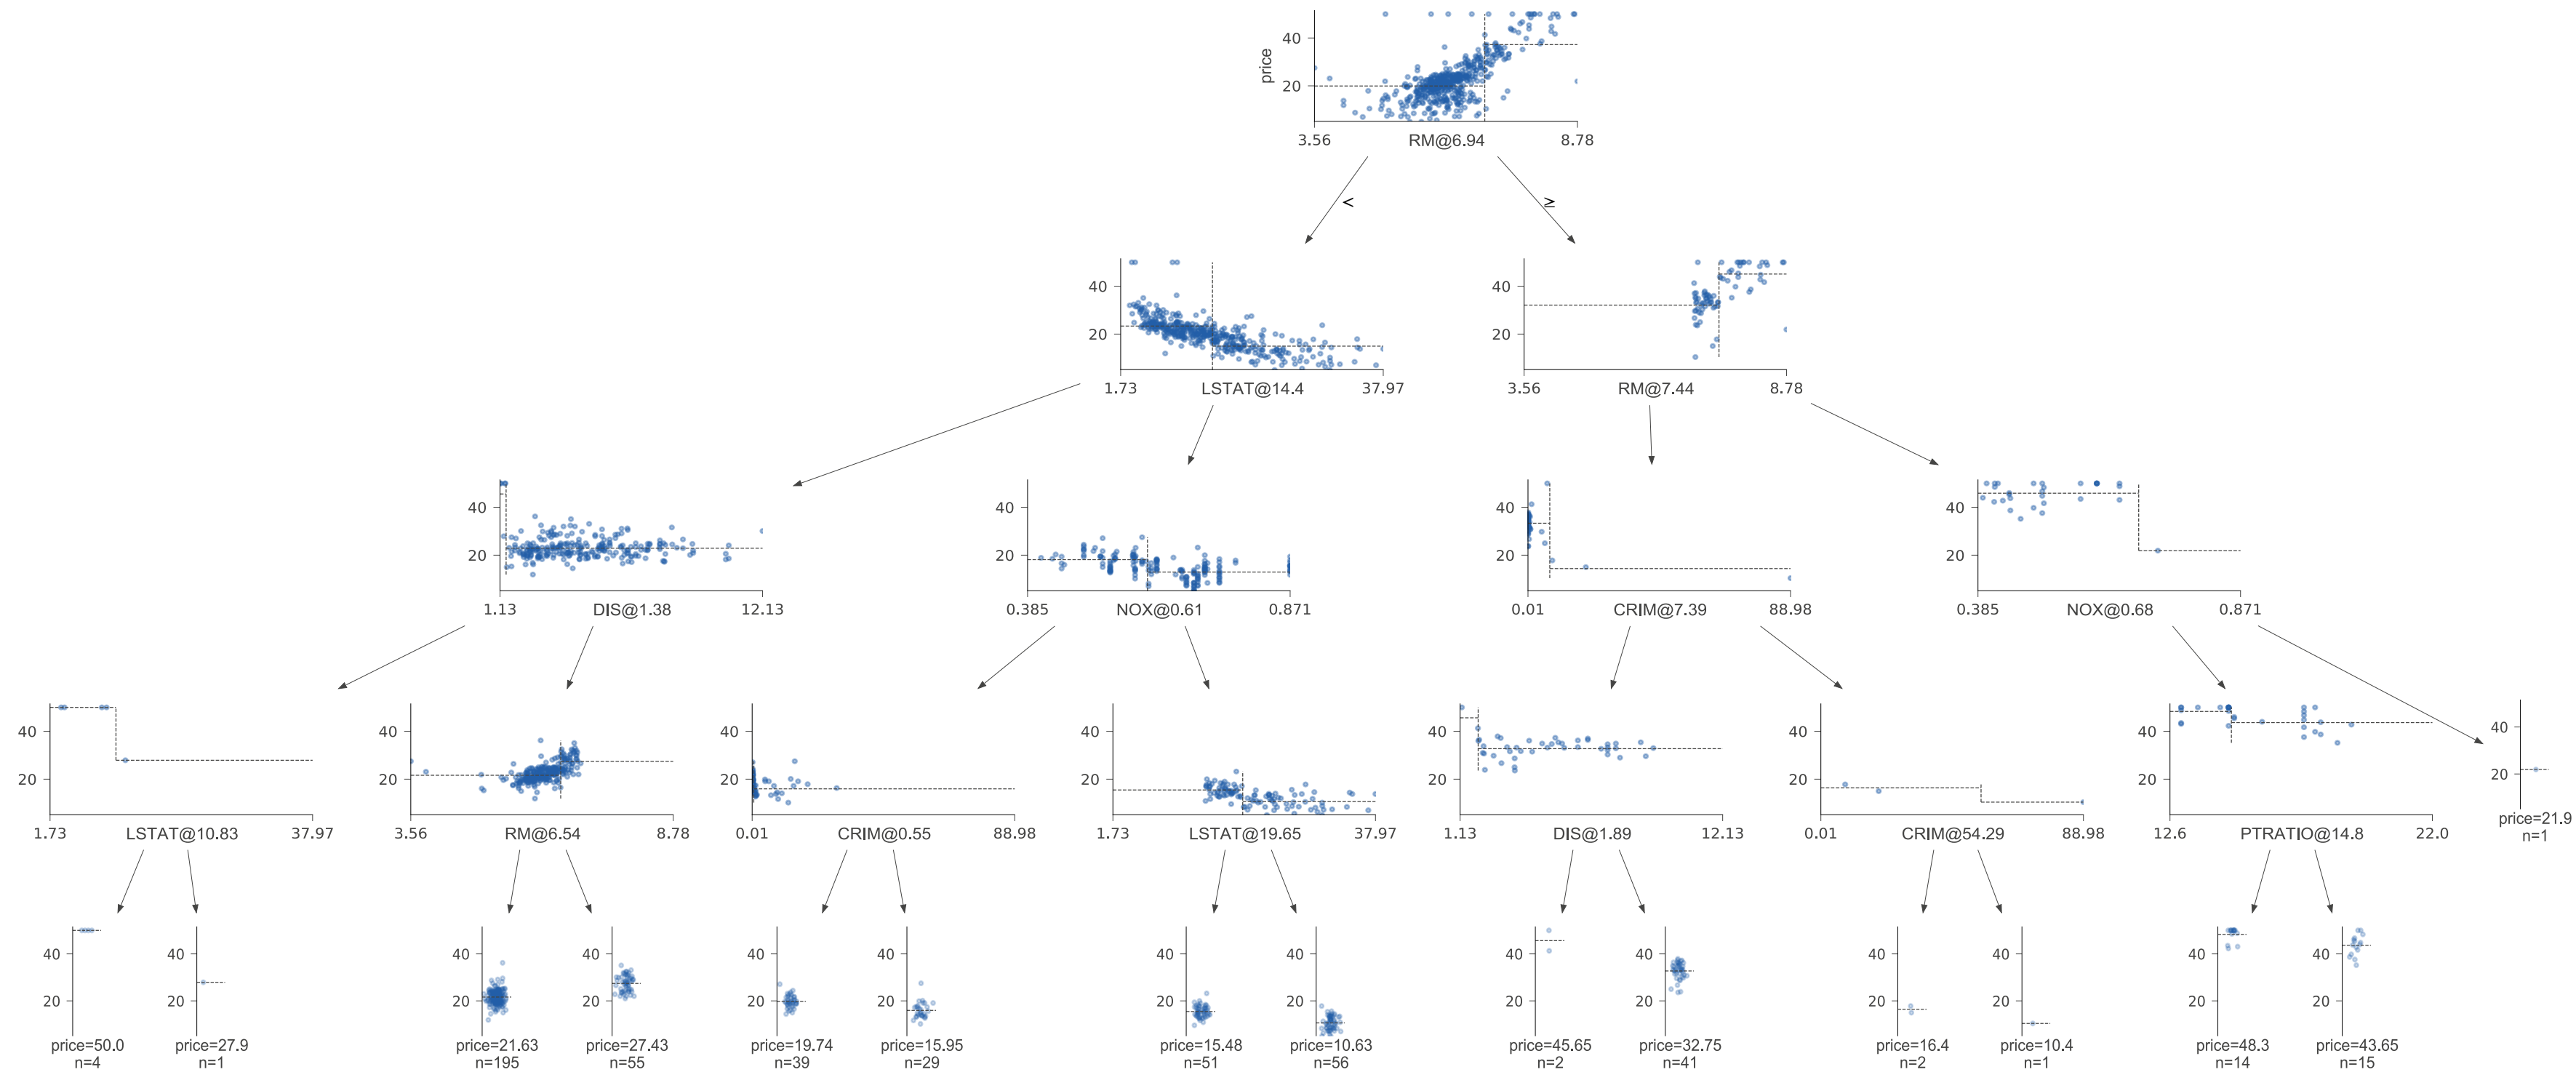 40
price
20
3.56 RM@6.94 8.78
< ≥
40 40
20 20
1.73 LSTAT@14.4 37.97 3.56 RM@7.44 8.78
40 40 40 40
20 20 20 20
1.13 DIS@1.38 12.13 0.385 NOX@0.61 0.871 0.01 CRIM@7.39 88.98 0.385 NOX@0.68 0.871
40 40 40 40 40 40 40 40
20 20 20 20 20 20 20 20
1.73 LSTAT@10.83 37.97 3.56 RM@6.54 8.78 0.01 CRIM@0.55 88.98 1.73 LSTAT@19.65 37.97 1.13 DIS@1.89 12.13 0.01 CRIM@54.29 88.98 12.6 PTRATIO@14.8 22.0 price=21.9
n=1
40 40 40 40 40 40 40 40 40 40 40 40 40 40
20 20 20 20 20 20 20 20 20 20 20 20 20 20
price=50.0 price=27.9 price=21.63 price=27.43 price=19.74 price=15.95 price=15.48 price=10.63 price=45.65 price=32.75 price=16.4 price=10.4 price=48.3 price=43.65
n=4 n=1 n=195 n=55 n=39 n=29 n=51 n=56 n=2 n=41 n=2 n=1 n=14 n=15